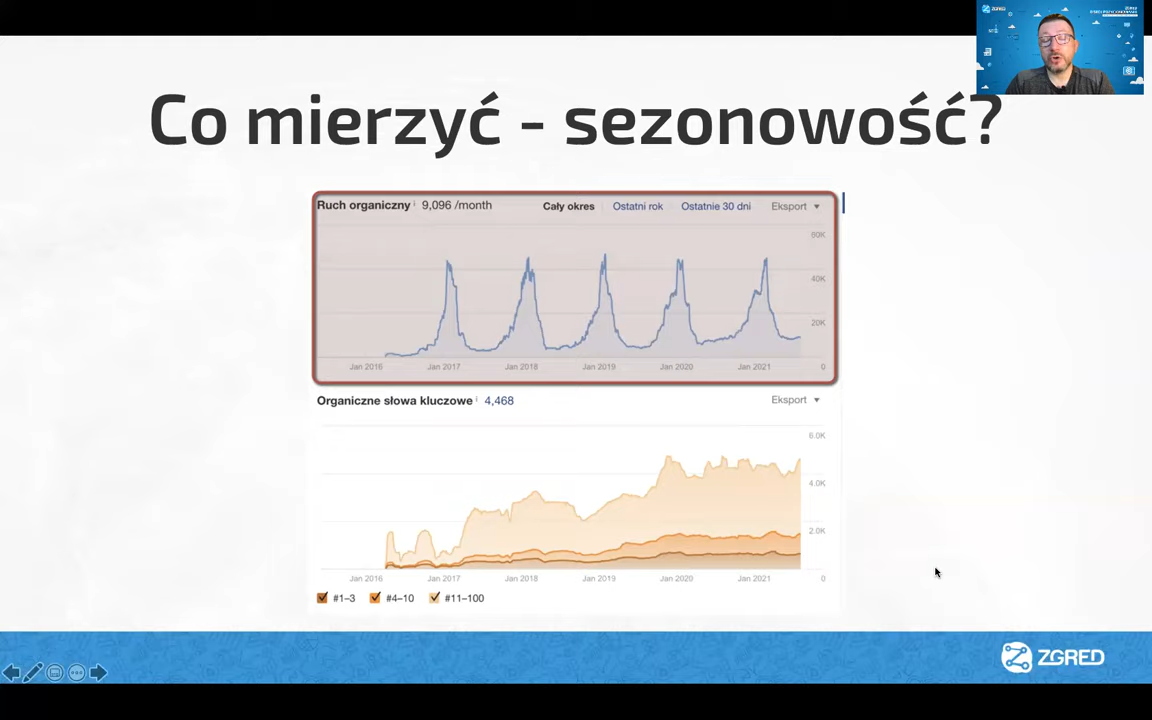 ZGRED
Co mierzyć - sezonowość?
Ruch organiczny i 9,096 /month Cały okres Ostatni rok Ostatnie 30 dni Eksport
60K
40K
20K
Jan 2016 Jan 2017 Jan 2018 Jan 2019 Jan 2020 Jan 2021 0
Organiczne słowa kluczowe i 4,468 Eksport
6.0K
4.0K
2.0K
Jan 2016 Jan 2017 Jan 2018 Jan 2019 Jan 2020 Jan 2021 0
#1–3 #4–10 #11–100
ZGRED